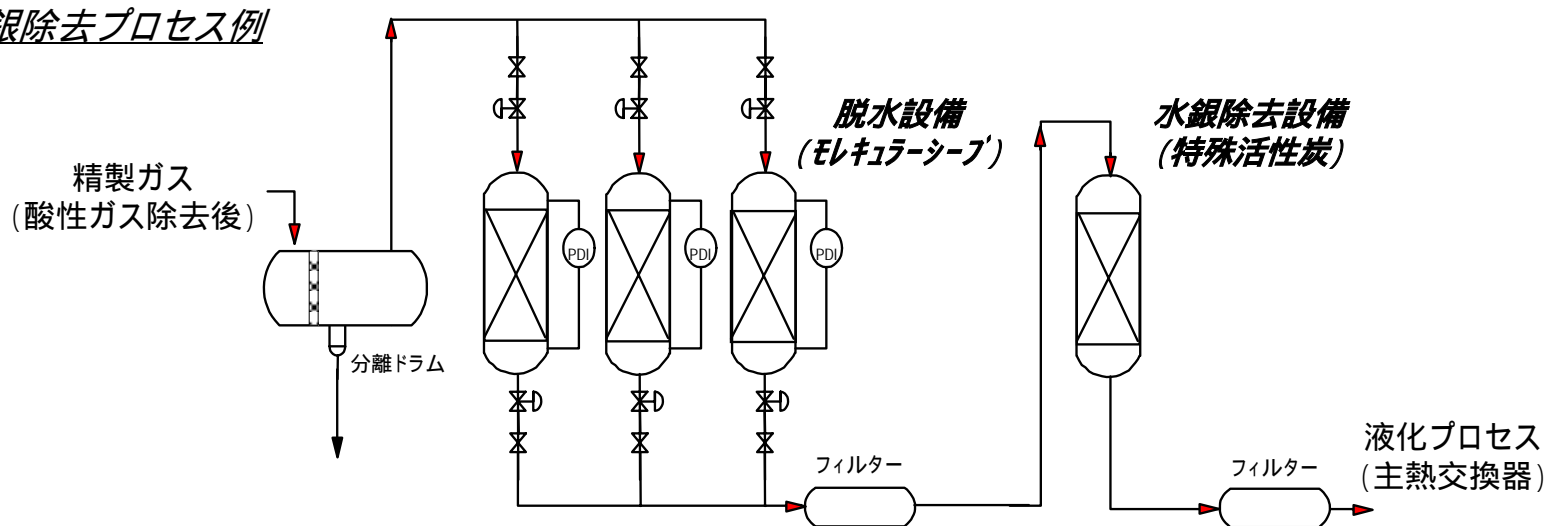 銀除去プロセス例
精製ガス
(酸性ガス除去後)
分離ドラム
PDI
PDI
PDI
脱水設備
(ﾓﾚｷｭﾗｰｼｰﾌﾞ)
水銀除去設備
(特殊活性炭)
フィルター
フィルター
液化プロセス
(主熱交換器)